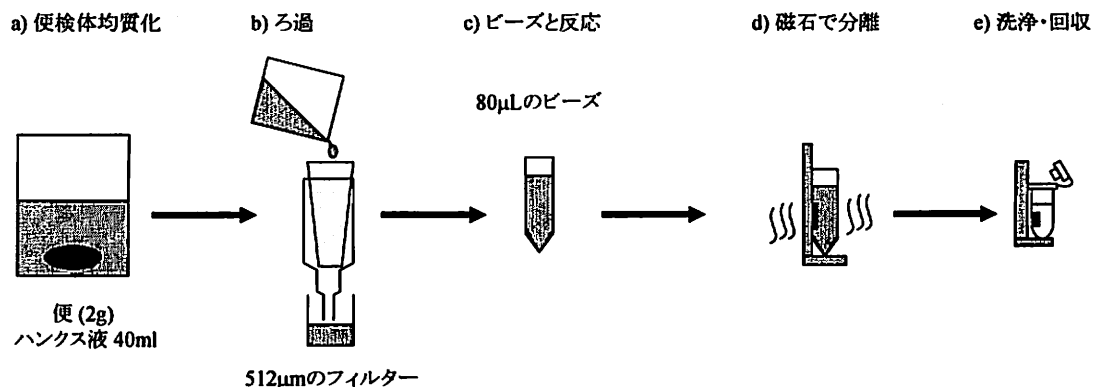 a) 便検体均質化
b) ろ過
c) ビーズと反応
d) 磁石で分離
e) 洗浄・回収
80μLのビーズ
便 (2g)
ハンクス液 40ml
512μmのフィルター